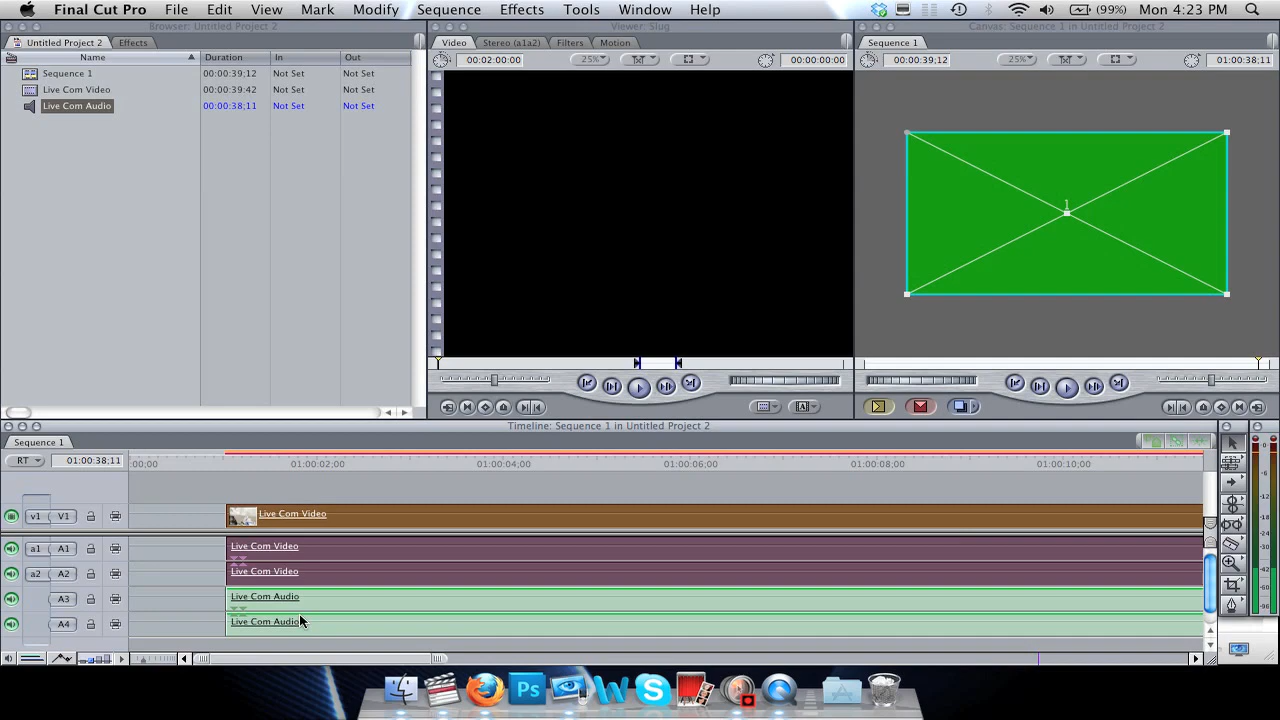 Final Cut Pro File Edit View Mark Modify Sequence Effects Tools Window Help (99%) Mon 4:23 PM
Browser: Untitled Project 2 Viewer: Slug Canvas: Sequence 1 in Untitled Project 2
Untitled Project 2 Effects Video Stereo (a1a2) Filters Motion Sequence 1
Name Duration In Out 00:02:00:00 25% 00:00:00:00 00:00:39;12 25% 01:00:38;11
Sequence 1 00:00:39;12 Not Set Not Set
Live Com Video 00:00:39:42 Not Set Not Set
Live Com Audio 00:00:38;11 Not Set Not Set
1
Timeline: Sequence 1 in Untitled Project 2
Sequence 1
RT 01:00:38;11 :00;00 01:00:02;00 01:00:04;00 01:00:06;00 01:00:08;00 01:00:10;00
v1 V1 Live Com Video
a1 A1 Live Com Video
a2 A2 Live Com Video
A3 Live Com Audio
A4 Live Com Audio
Ps W S